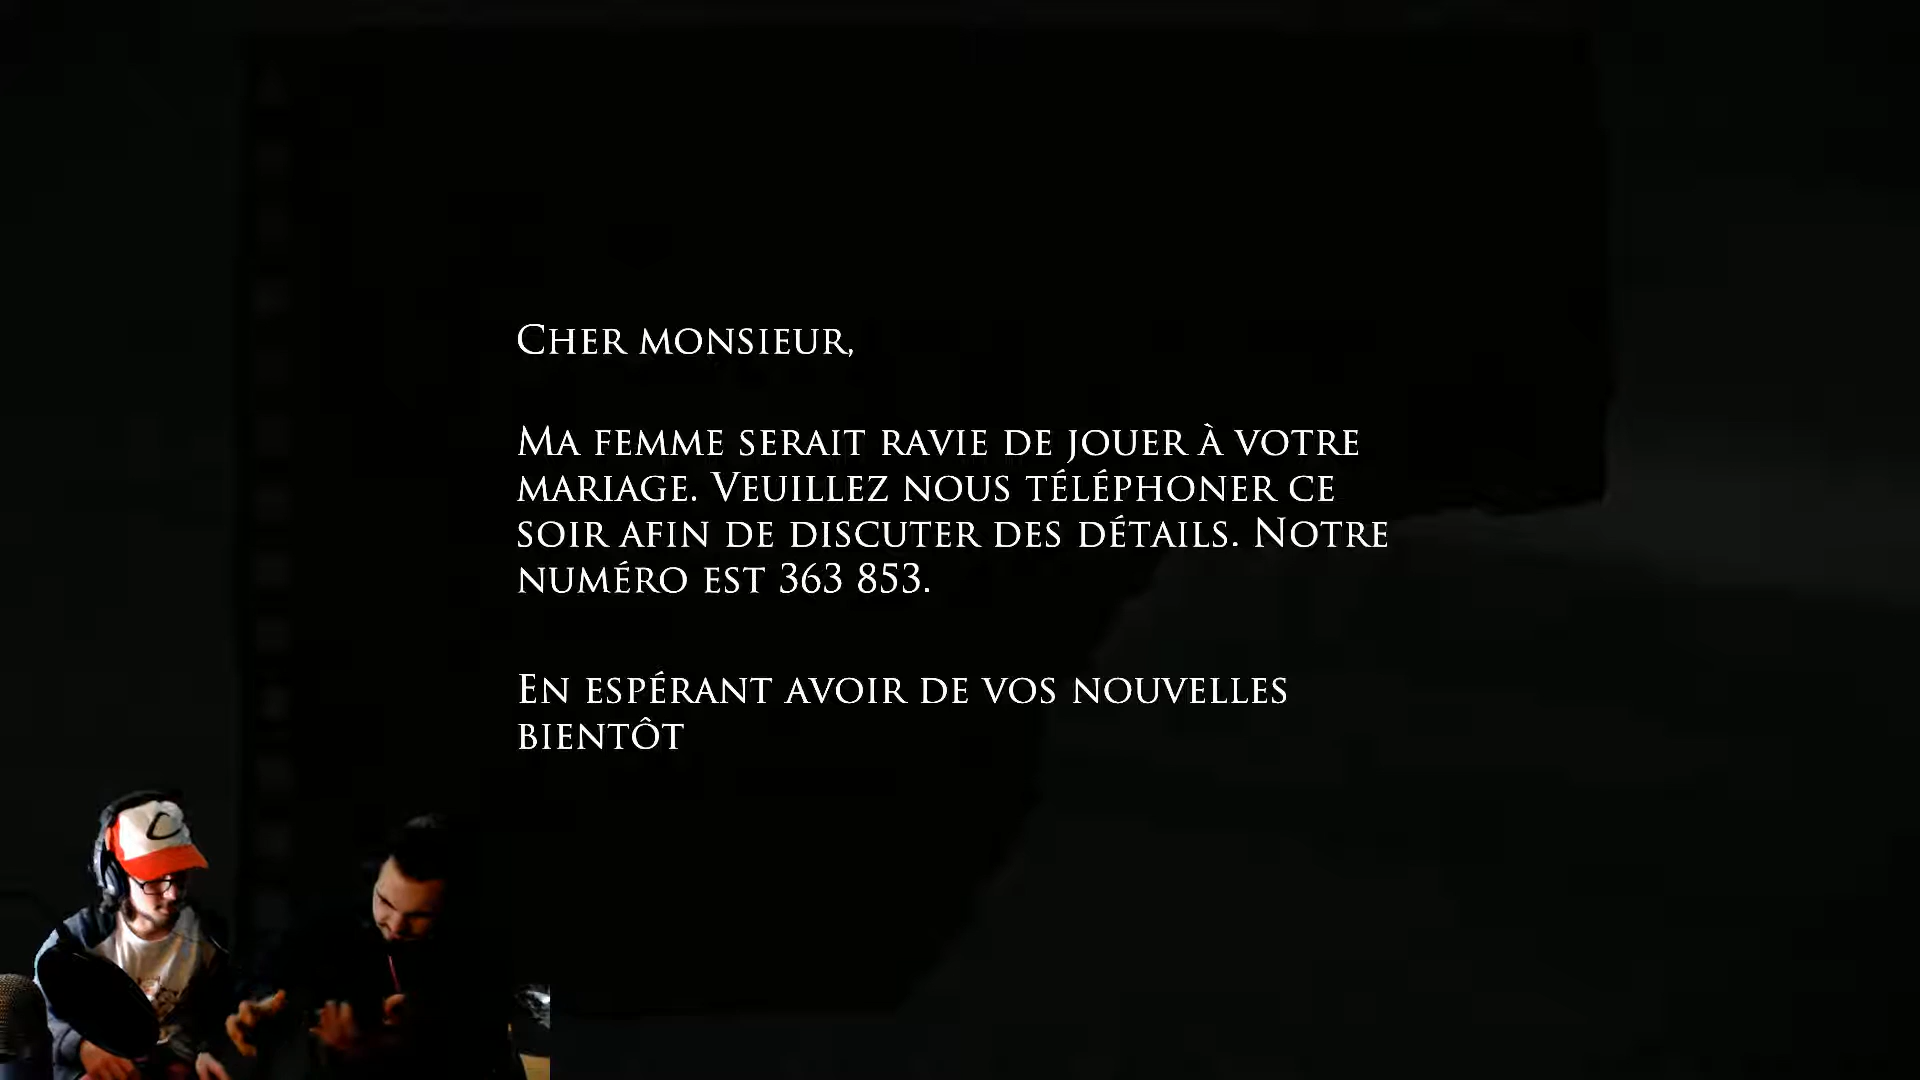 Cher monsieur,
Ma femme serait ravie de jouer à votre
mariage. Veuillez nous téléphoner ce
soir afin de discuter des détails. Notre
numéro est 363 853.
En espérant avoir de vos nouvelles
bientôt
C